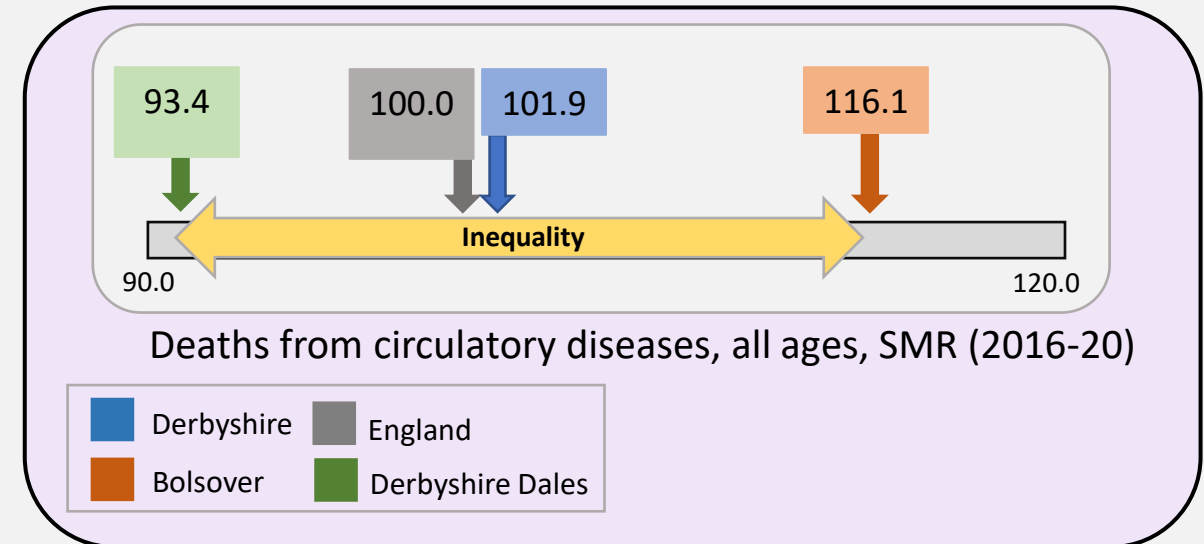 93.4
100.0
101.9
116.1
Inequality
90.0
120.0
Deaths from circulatory diseases, all ages, SMR (2016-20)
Derbyshire
England
Bolsover
Derbyshire Dales